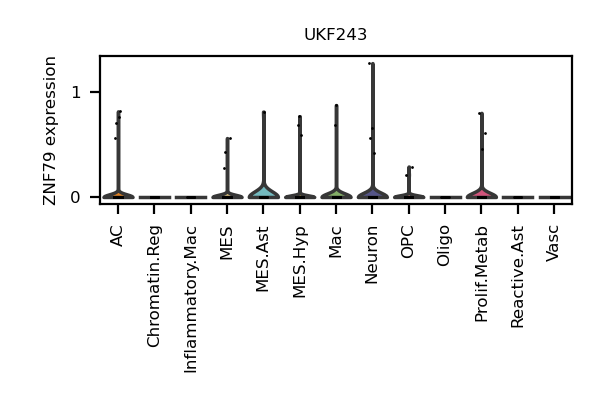 UKF243
ZNF79 expression
1
0
AC
Chromatin.Reg
Inflammatory.Mac
MES
MES.Ast
MES.Hyp
Mac
Neuron
OPC
Oligo
Prolif.Metab
Reactive.Ast
Vasc